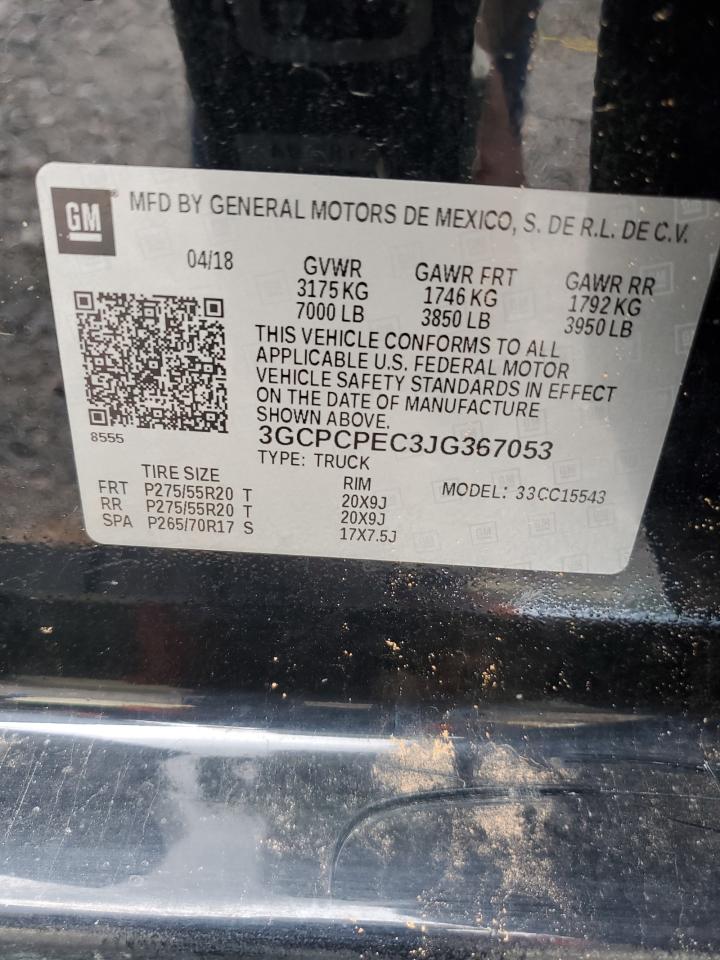 GM
MFD BY GENERAL MOTORS DE MEXICO, S. DE R.L. DE C.V.
04/18
GVWR GAWR FRT GAWR RR
3175 KG 1746 KG 1792 KG
7000 LB 3850 LB 3950 LB
THIS VEHICLE CONFORMS TO ALL
APPLICABLE U.S. FEDERAL MOTOR
VEHICLE SAFETY STANDARDS IN EFFECT
ON THE DATE OF MANUFACTURE
SHOWN ABOVE.
8555
3GCPCPEC3JG367053
TYPE: TRUCK
TIRE SIZE RIM MODEL: 33CC15543
FRT P275/55R20 T 20X9J
RR P275/55R20 T 20X9J
SPA P265/70R17 S 17X7.5J